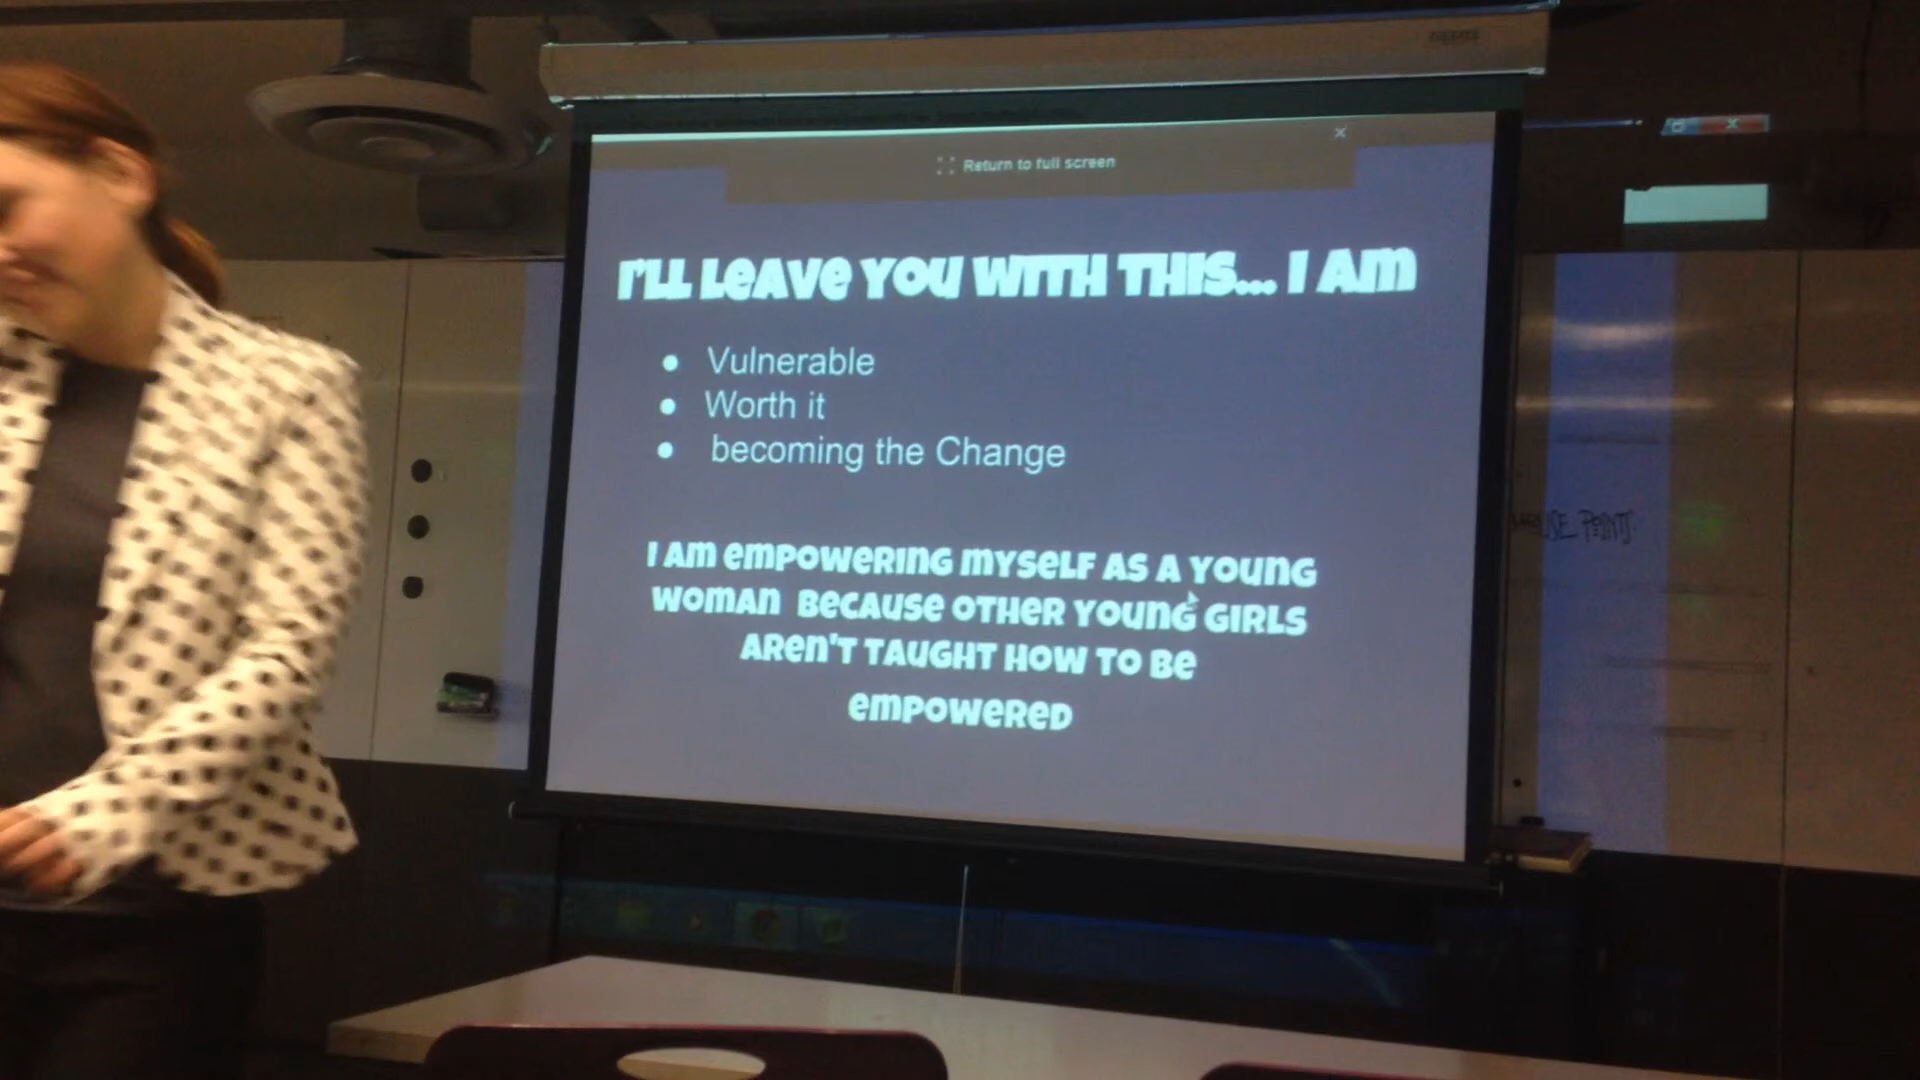 Return to full screen
I'LL LEAVE YOU WITH THIS... I AM
● Vulnerable
● Worth it
● becoming the Change
I AM EMPOWERING MYSELF AS A YOUNG
WOMAN BECAUSE OTHER YOUNG GIRLS
AREN'T TAUGHT HOW TO BE
EMPOWERED
POINTS